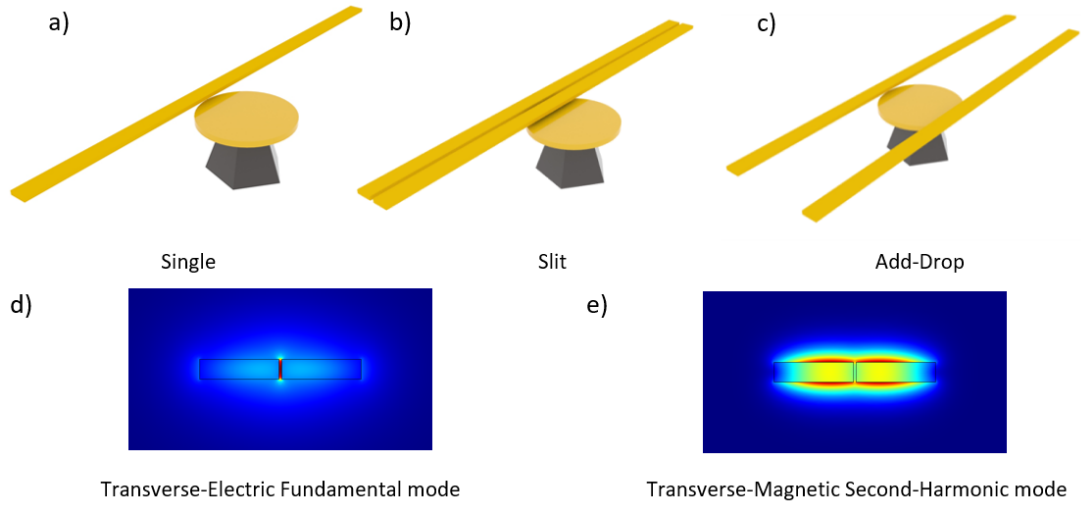 a)
b)
c)
Single
Slit
Add-Drop
d)
e)
Transverse-Electric Fundamental mode
Transverse-Magnetic Second-Harmonic mode